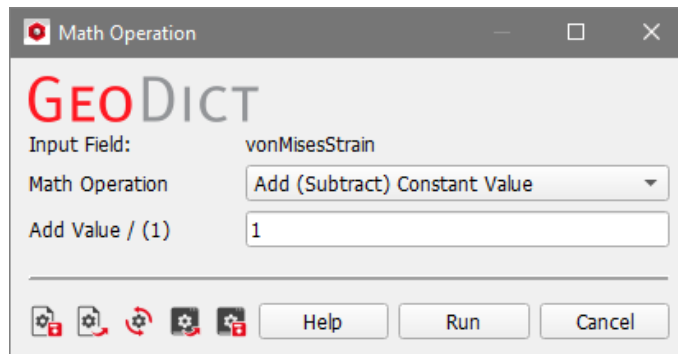 Math Operation
GEODICT
Input Field: vonMisesStrain
Math Operation Add (Subtract) Constant Value
Add Value / (1) 1
Help Run Cancel